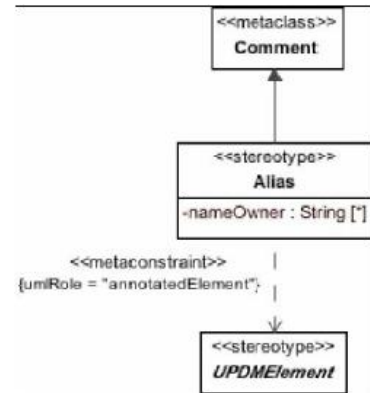 <<metaclass>>
Comment
<<stereotype>>
Alias
-nameOwner : String [*]
<<metaconstraint>>
{umlRole = "annotatedElement"}
<<stereotype>>
UPDMElement